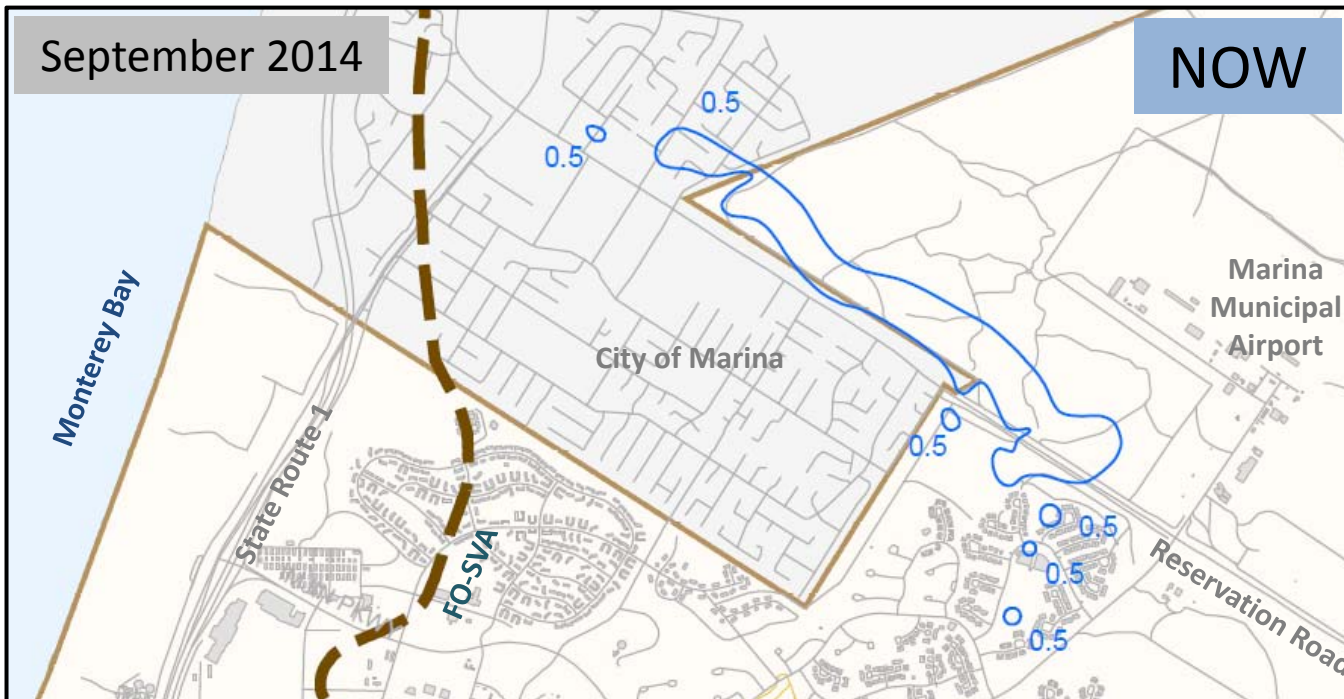 September 2014
NOW
0.5
0.5
Marina
Municipal
Airport
Monterey Bay
City of Marina
State Route 1
0.5
FO-SVA
0.5
0.5
0.5
Reservation Road